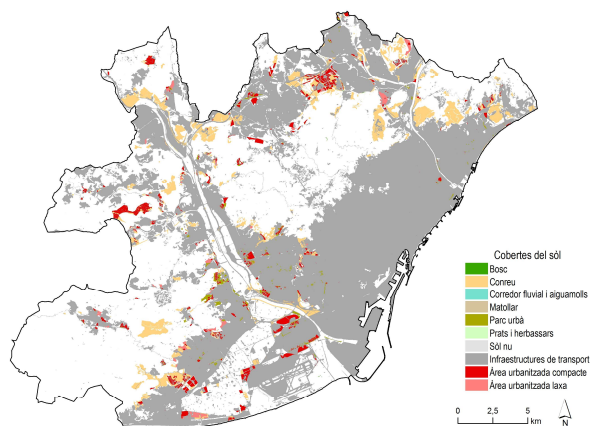 Cobertes del sòl
Bosc
Conreu
Corredor fluvial i aiguamolls
Matollar
Parc urbà
Prats i herbassars
Sòl nu
Infraestructures de transport
Àrea urbanitzada compacte
Àrea urbanitzada laxa
0 2,5 5
km
N